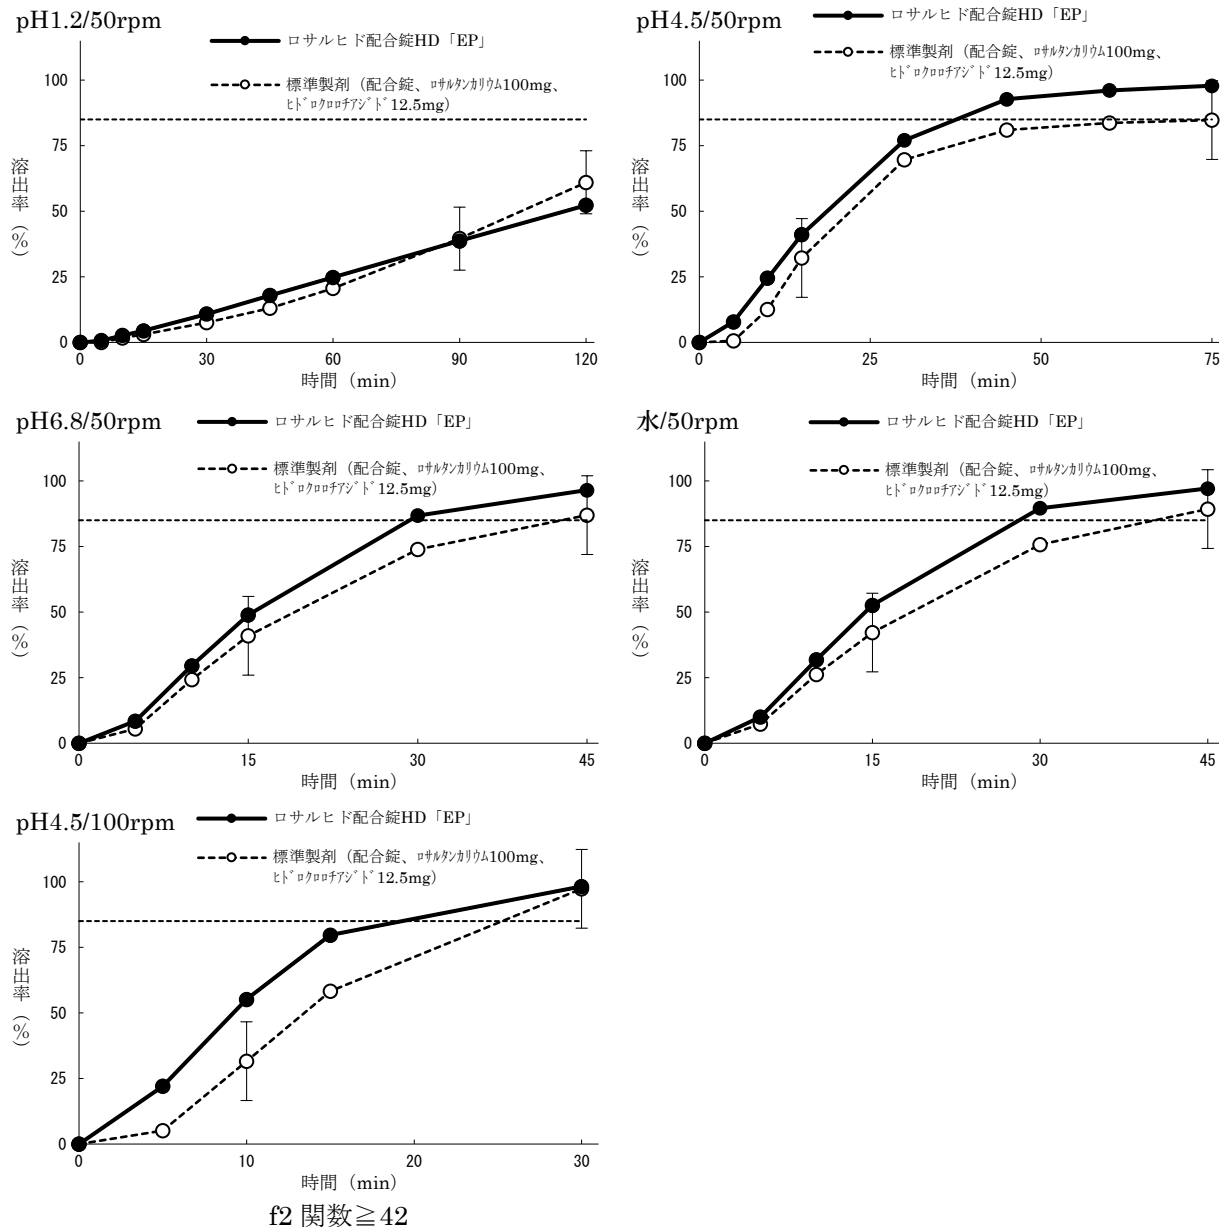 pH1.2/50rpm
ロサルヒド配合錠HD「EP」
標準製剤（配合錠、ﾛｻﾙﾀﾝｶﾘｳﾑ100mg、
ﾋﾄﾞﾛｸﾛﾛﾁｱｼﾞﾄﾞ12.5mg）
溶出率（%）
100
75
50
25
0
0 30 60 90 120
時間（min）
pH4.5/50rpm
ロサルヒド配合錠HD「EP」
標準製剤（配合錠、ﾛｻﾙﾀﾝｶﾘｳﾑ100mg、
ﾋﾄﾞﾛｸﾛﾛﾁｱｼﾞﾄﾞ12.5mg）
溶出率（%）
100
75
50
25
0
0 25 50 75
時間（min）
pH6.8/50rpm
ロサルヒド配合錠HD「EP」
標準製剤（配合錠、ﾛｻﾙﾀﾝｶﾘｳﾑ100mg、
ﾋﾄﾞﾛｸﾛﾛﾁｱｼﾞﾄﾞ12.5mg）
溶出率（%）
100
75
50
25
0
0 15 30 45
時間（min）
水/50rpm
ロサルヒド配合錠HD「EP」
標準製剤（配合錠、ﾛｻﾙﾀﾝｶﾘｳﾑ100mg、
ﾋﾄﾞﾛｸﾛﾛﾁｱｼﾞﾄﾞ12.5mg）
溶出率（%）
100
75
50
25
0
0 15 30 45
時間（min）
pH4.5/100rpm
ロサルヒド配合錠HD「EP」
標準製剤（配合錠、ﾛｻﾙﾀﾝｶﾘｳﾑ100mg、
ﾋﾄﾞﾛｸﾛﾛﾁｱｼﾞﾄﾞ12.5mg）
溶出率（%）
100
75
50
25
0
0 10 20 30
時間（min）
f2 関数≧42